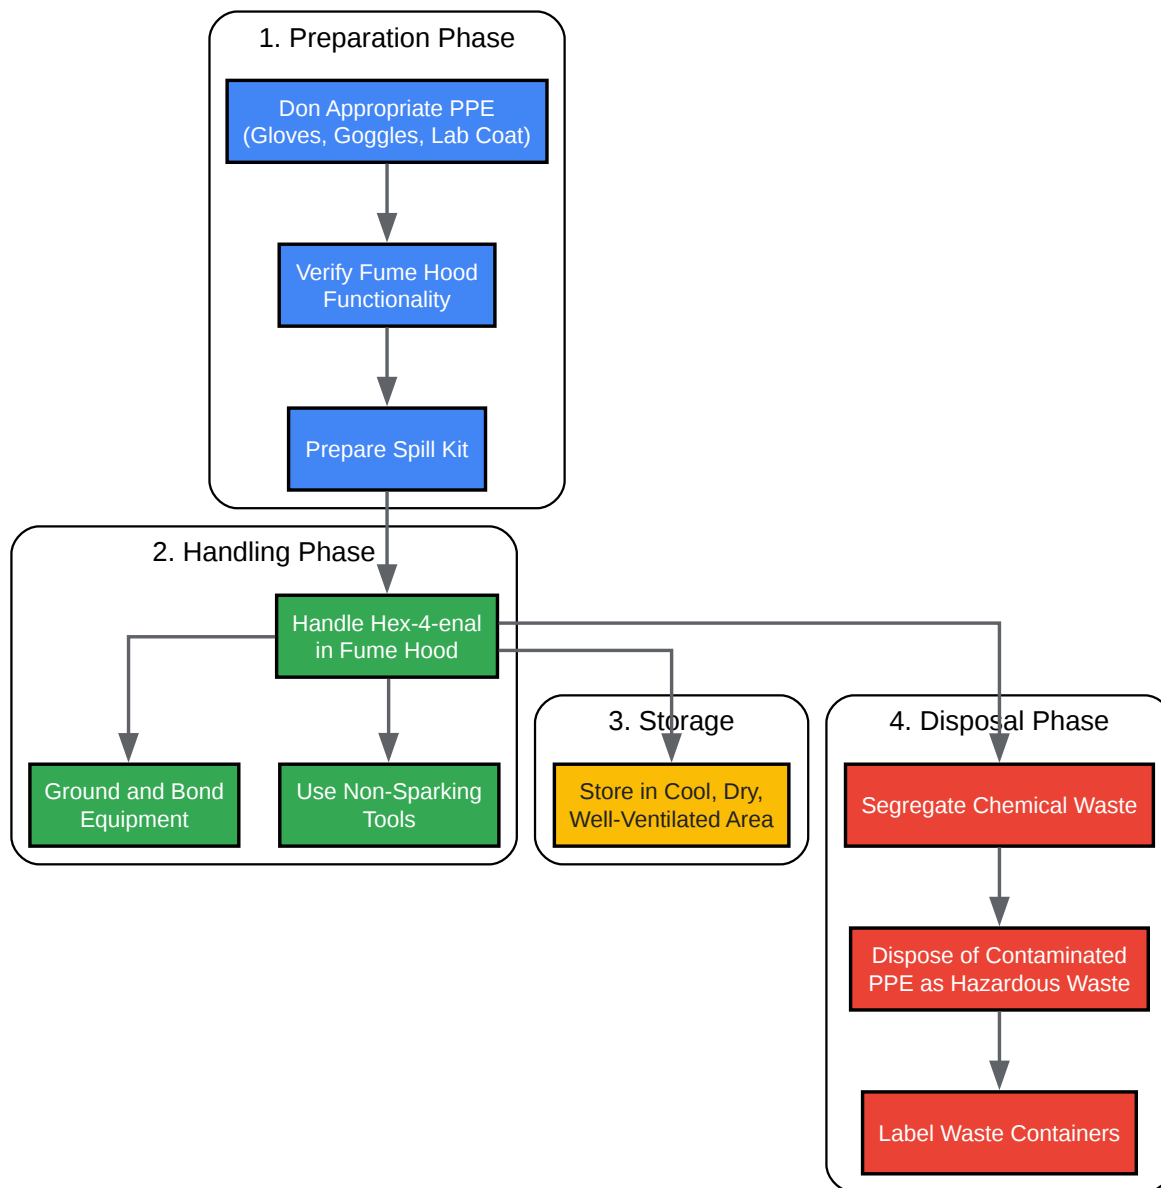 1. Preparation Phase
Don Appropriate PPE
(Gloves, Goggles, Lab Coat)
Verify Fume Hood
Functionality
Prepare Spill Kit
2. Handling Phase
Handle Hex-4-enal
in Fume Hood
Ground and Bond
Equipment
Use Non-Sparking
Tools
3. Storage
Store in Cool, Dry,
Well-Ventilated Area
4. Disposal Phase
Segregate Chemical Waste
Dispose of Contaminated
PPE as Hazardous Waste
Label Waste Containers